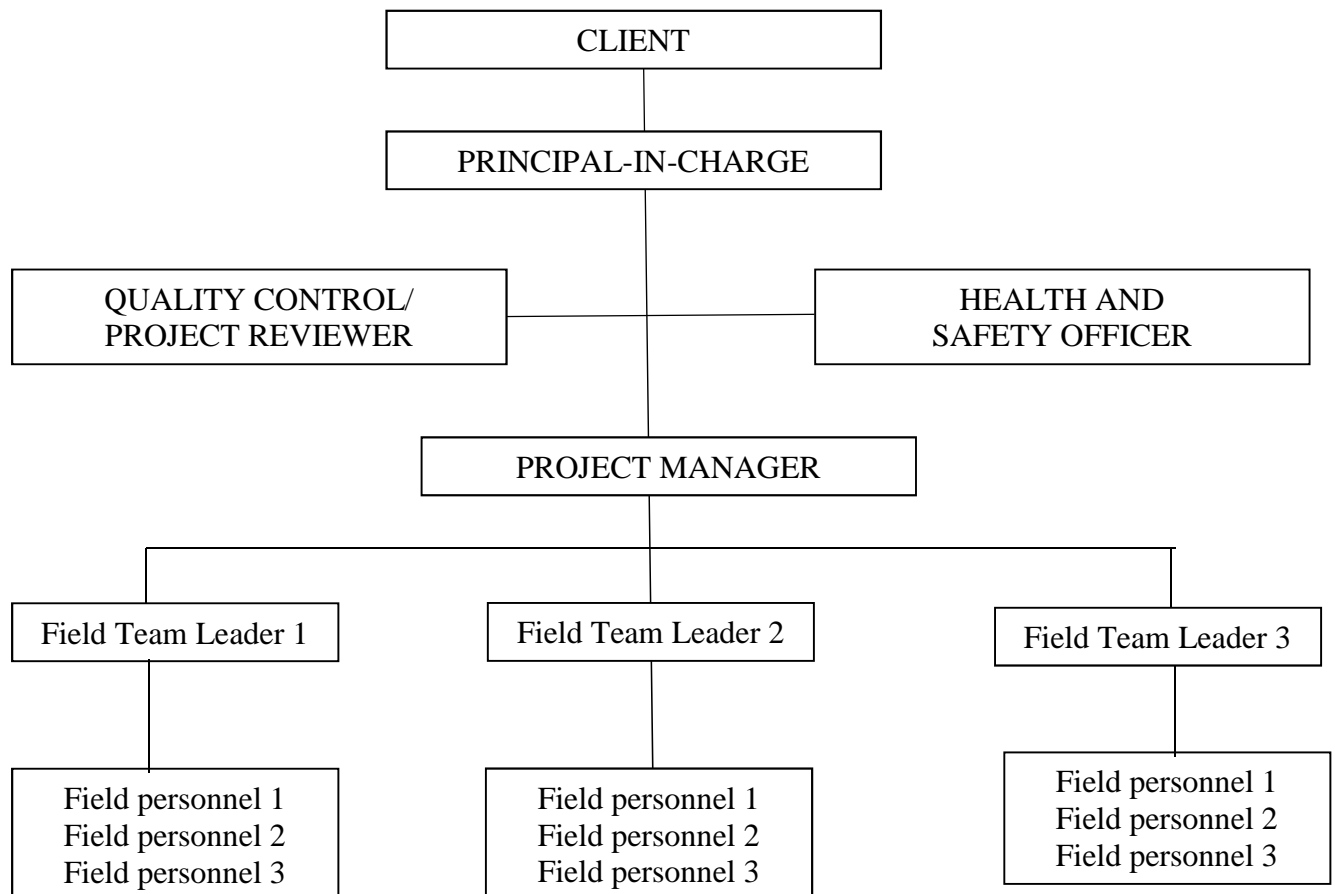 CLIENT
PRINCIPAL-IN-CHARGE
QUALITY CONTROL/
PROJECT REVIEWER
HEALTH AND
SAFETY OFFICER
PROJECT MANAGER
Field Team Leader 1
Field Team Leader 2
Field Team Leader 3
Field personnel 1
Field personnel 2
Field personnel 3
Field personnel 1
Field personnel 2
Field personnel 3
Field personnel 1
Field personnel 2
Field personnel 3